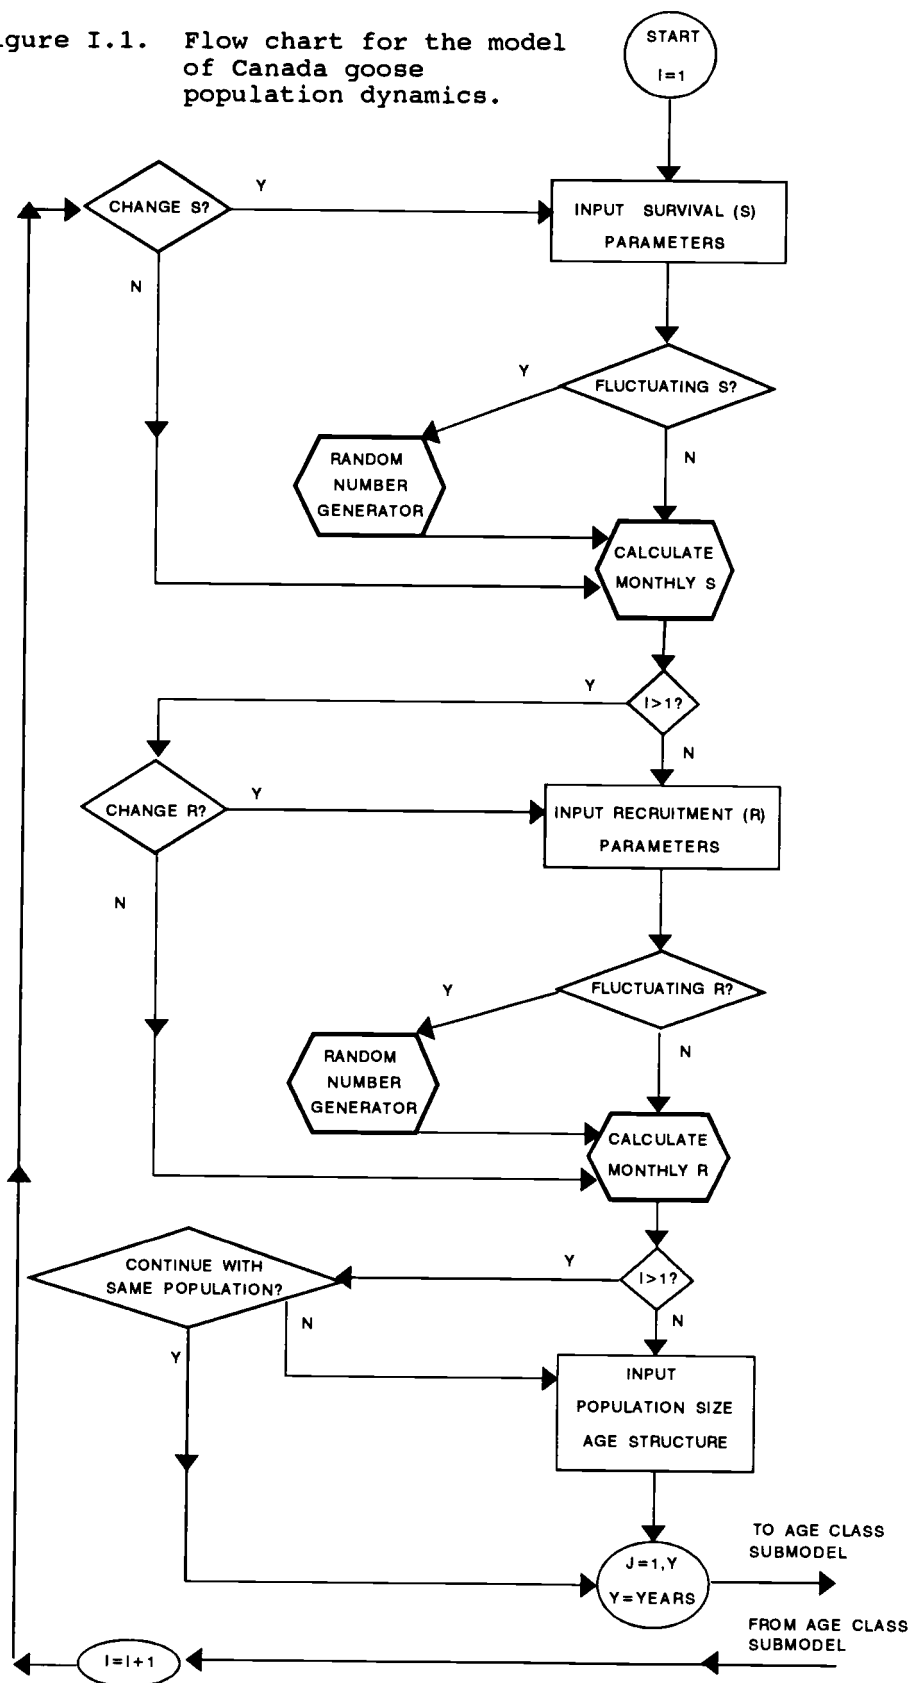 igure I.1. Flow chart for the model
of Canada goose
population dynamics.
START
I=1
CHANGE S?
Y
INPUT SURVIVAL (S)
PARAMETERS
N
Y
FLUCTUATING S?
RANDOM
NUMBER
GENERATOR
N
CALCULATE
MONTHLY S
Y
I>1?
N
CHANGE R?
Y
INPUT RECRUITMENT (R)
PARAMETERS
N
Y
FLUCTUATING R?
RANDOM
NUMBER
GENERATOR
N
CALCULATE
MONTHLY R
CONTINUE WITH
SAME POPULATION?
Y
I>1?
N
N
Y
INPUT
POPULATION SIZE
AGE STRUCTURE
J=1,Y
Y=YEARS
TO AGE CLASS
SUBMODEL
FROM AGE CLASS
SUBMODEL
I=I+1